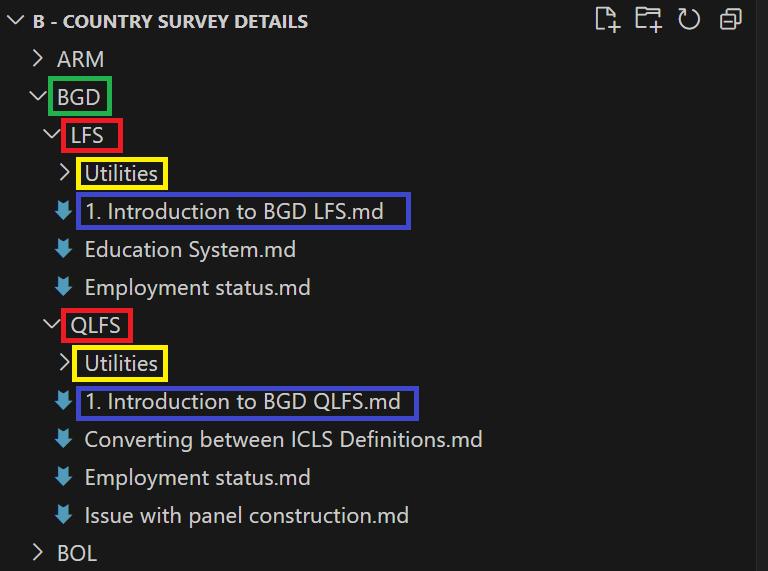 B - COUNTRY SURVEY DETAILS
ARM
BGD
LFS
Utilities
1. Introduction to BGD LFS.md
Education System.md
Employment status.md
QLFS
Utilities
1. Introduction to BGD QLFS.md
Converting between ICLS Definitions.md
Employment status.md
Issue with panel construction.md
BOL